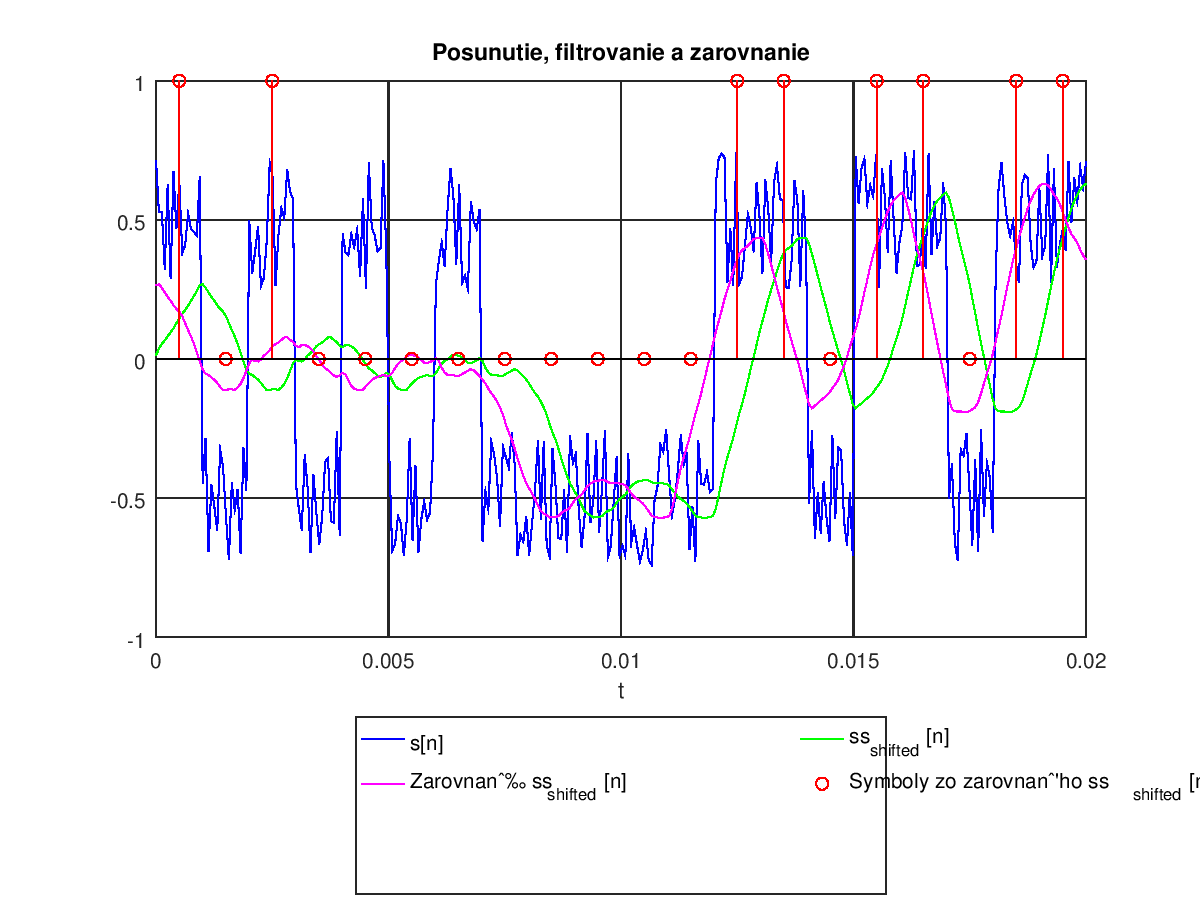 Posunutie, filtrovanie a zarovnanie
1
0.5
0
-0.5
-1
0 0.005 0.01 0.015 0.02
t
s[n] ss_shifted [n]
Zarovnanˆ‰ ss_shifted [n] Symboly zo zarovnanˆ'ho ss_shifted [n